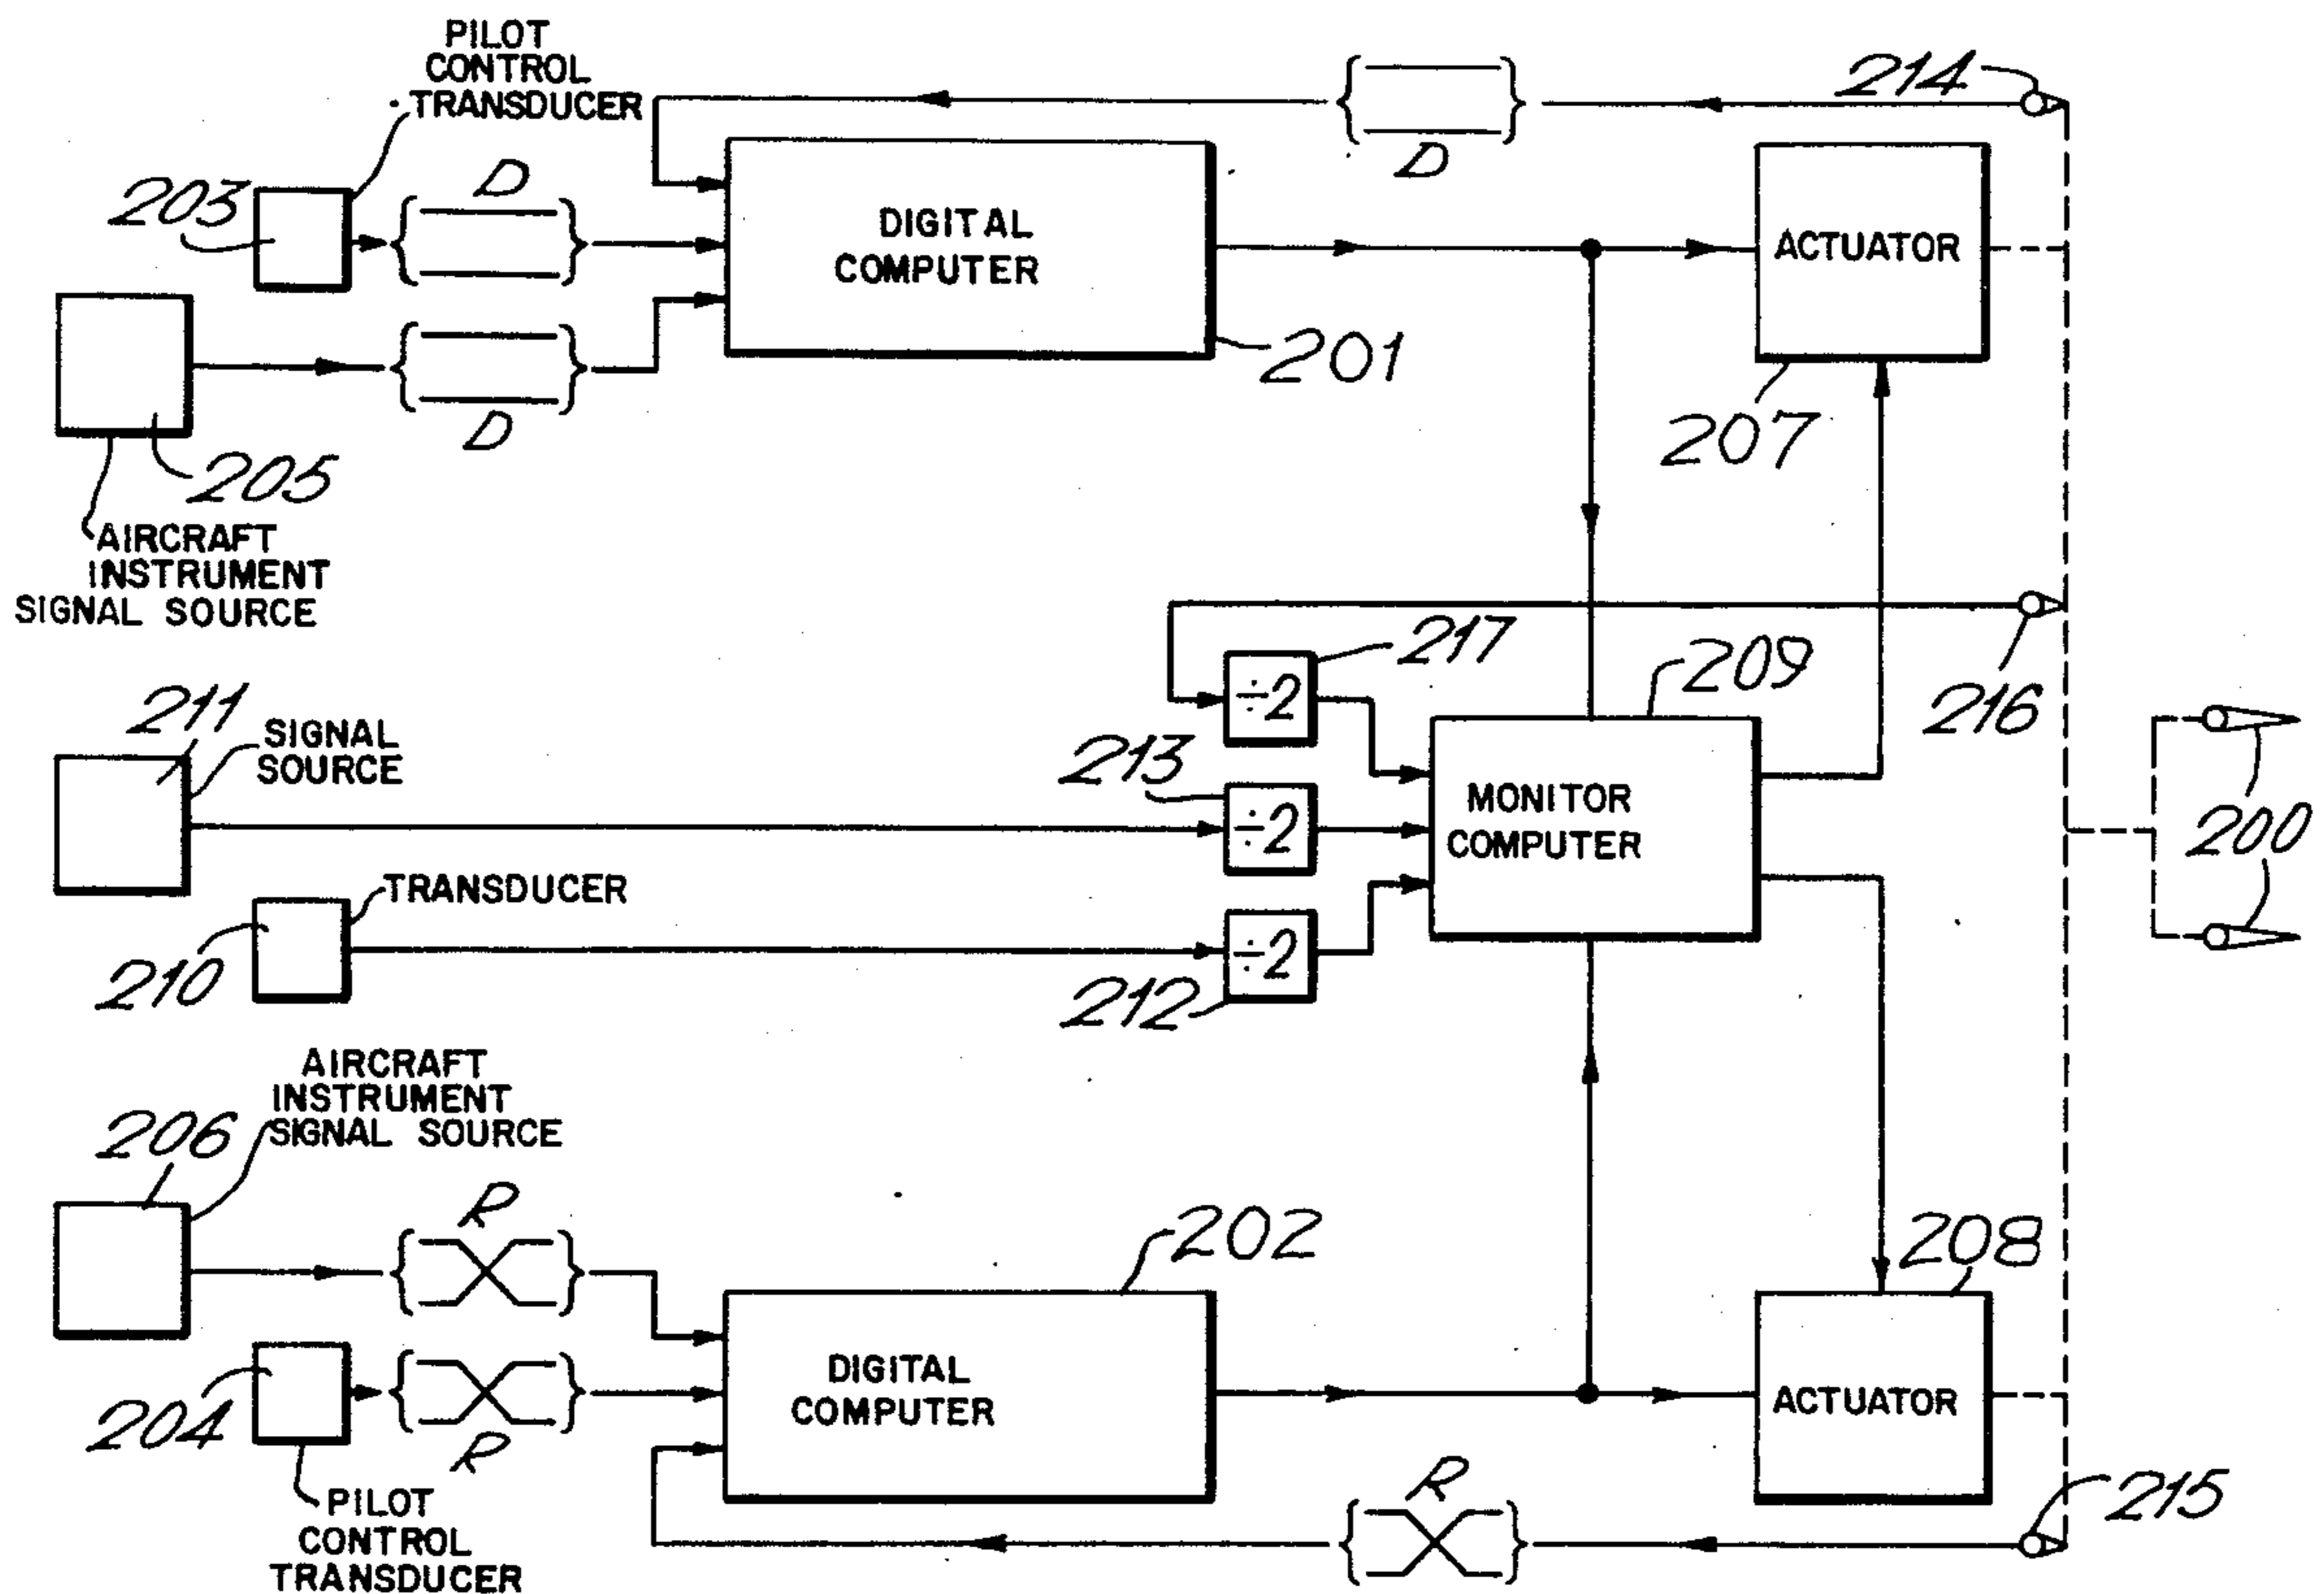 PILOT
CONTROL
TRANSDUCER
214
D
D
203
DIGITAL
COMPUTER
ACTUATOR
201
207
D
205
AIRCRAFT
INSTRUMENT
SIGNAL SOURCE
217
÷2
209
216
211
SIGNAL
SOURCE
213
÷2
MONITOR
COMPUTER
200
TRANSDUCER
210
÷2
212
AIRCRAFT
INSTRUMENT
SIGNAL SOURCE
206
R
202
208
204
R
DIGITAL
COMPUTER
ACTUATOR
PILOT
CONTROL
TRANSDUCER
R
215